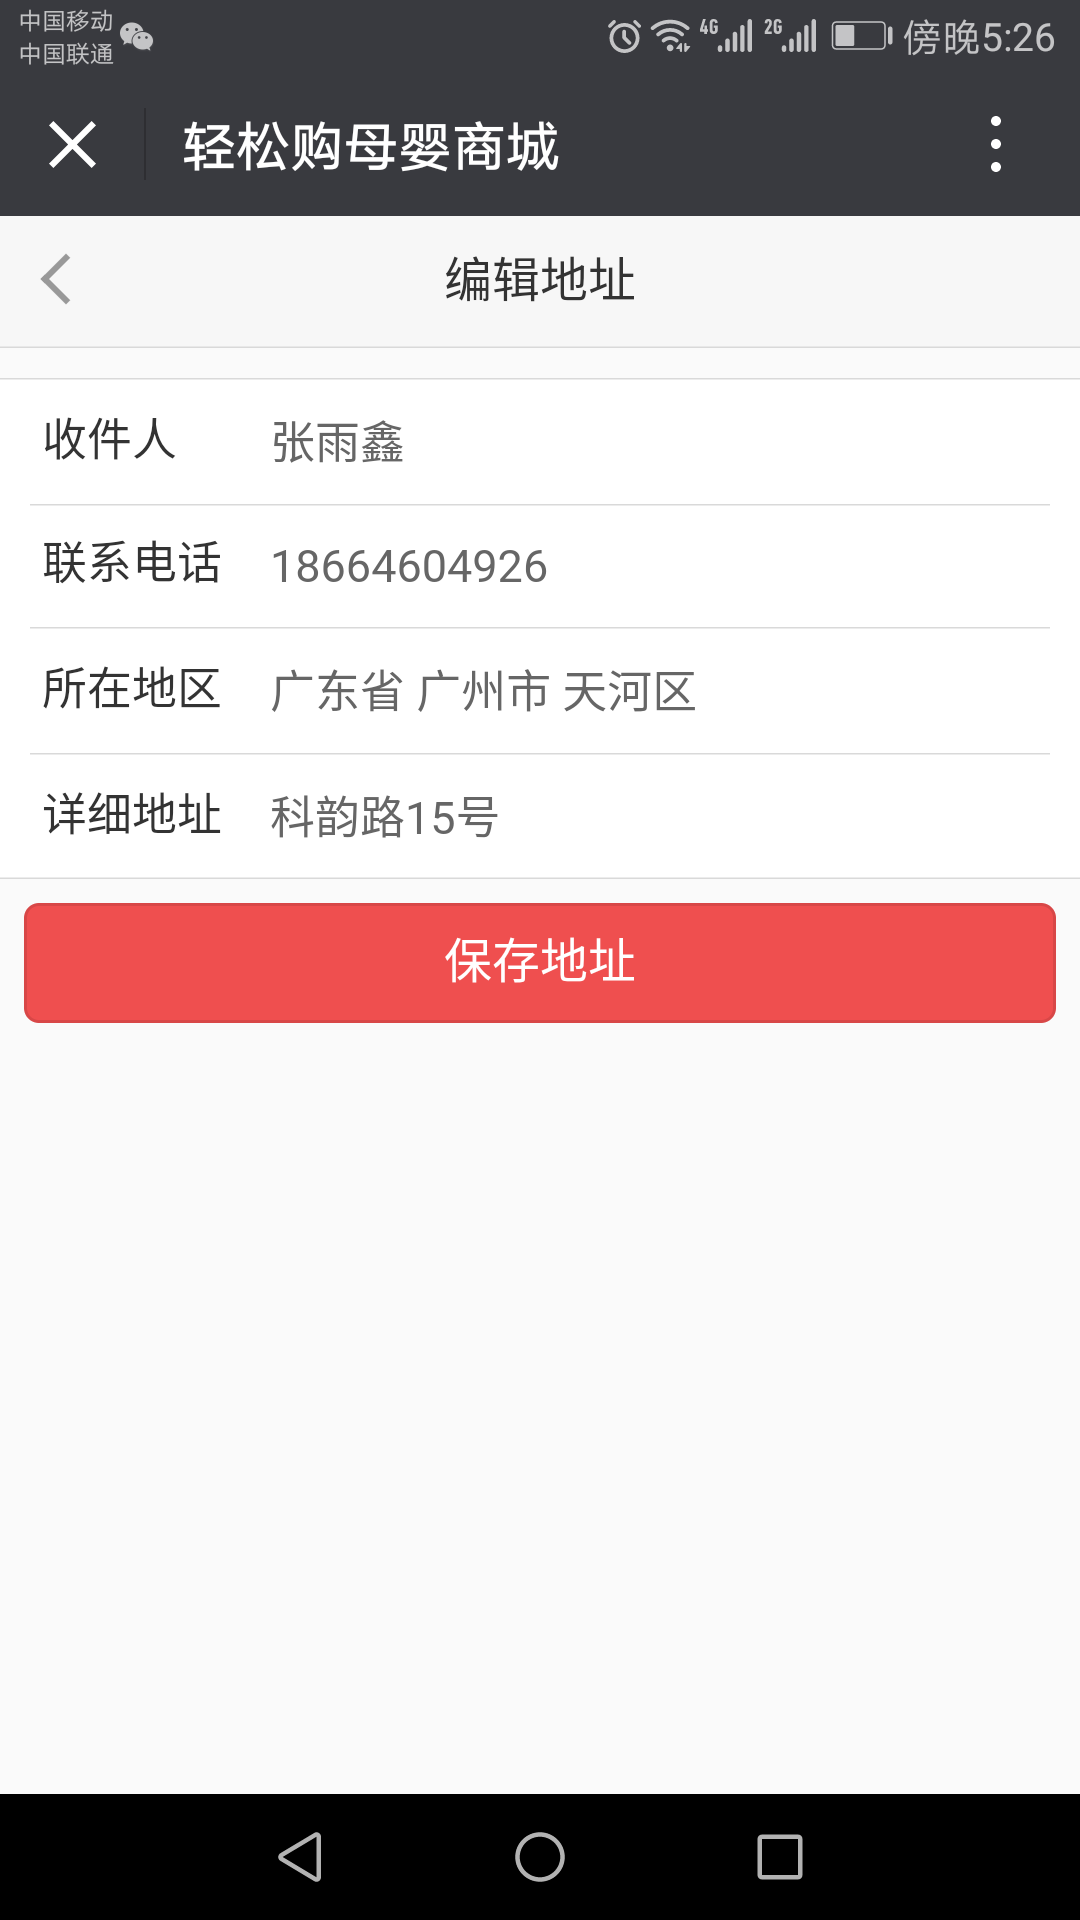 中国移动
中国联通
4G 2G 傍晚5:26
轻松购母婴商城
编辑地址
收件人 张雨鑫
联系电话 18664604926
所在地区 广东省 广州市 天河区
详细地址 科韵路15号
保存地址